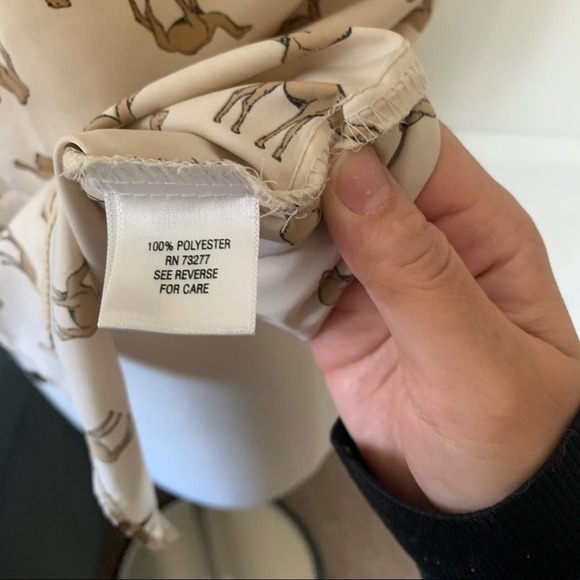 100% POLYESTER
RN 73277
SEE REVERSE
FOR CARE